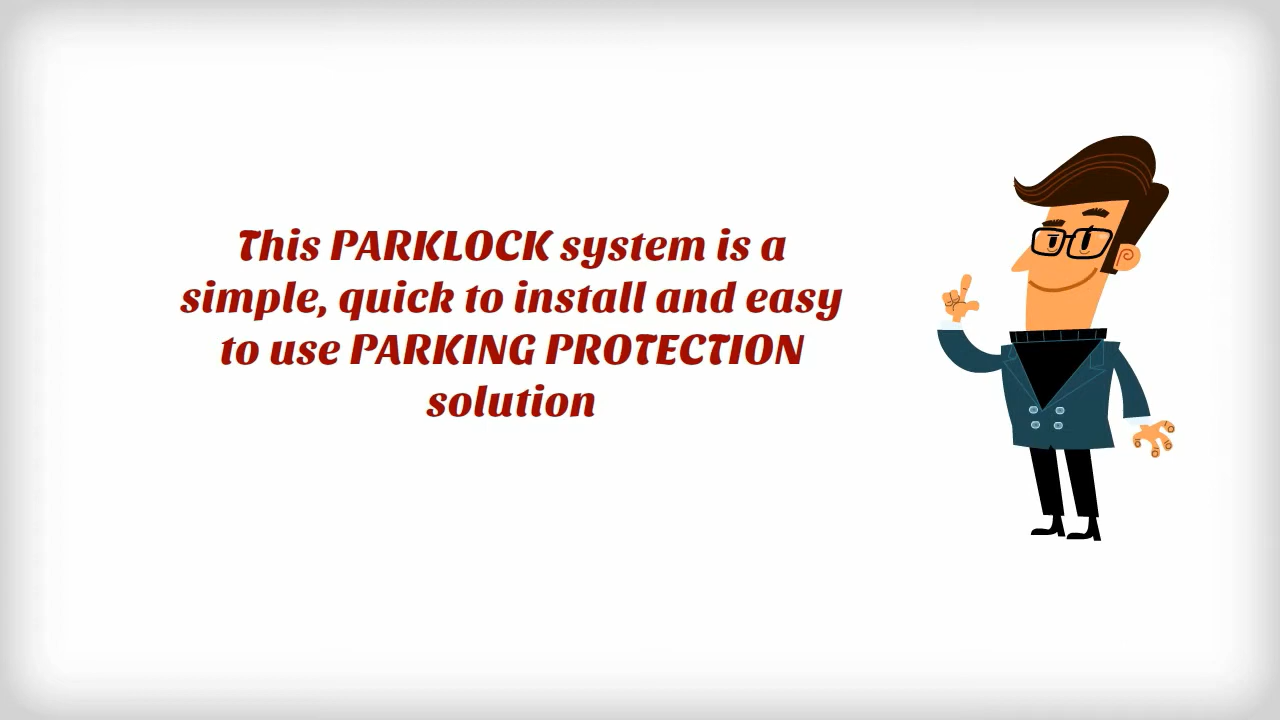 This PARKLOCK system is a
simple, quick to install and easy
to use PARKING PROTECTION
solution